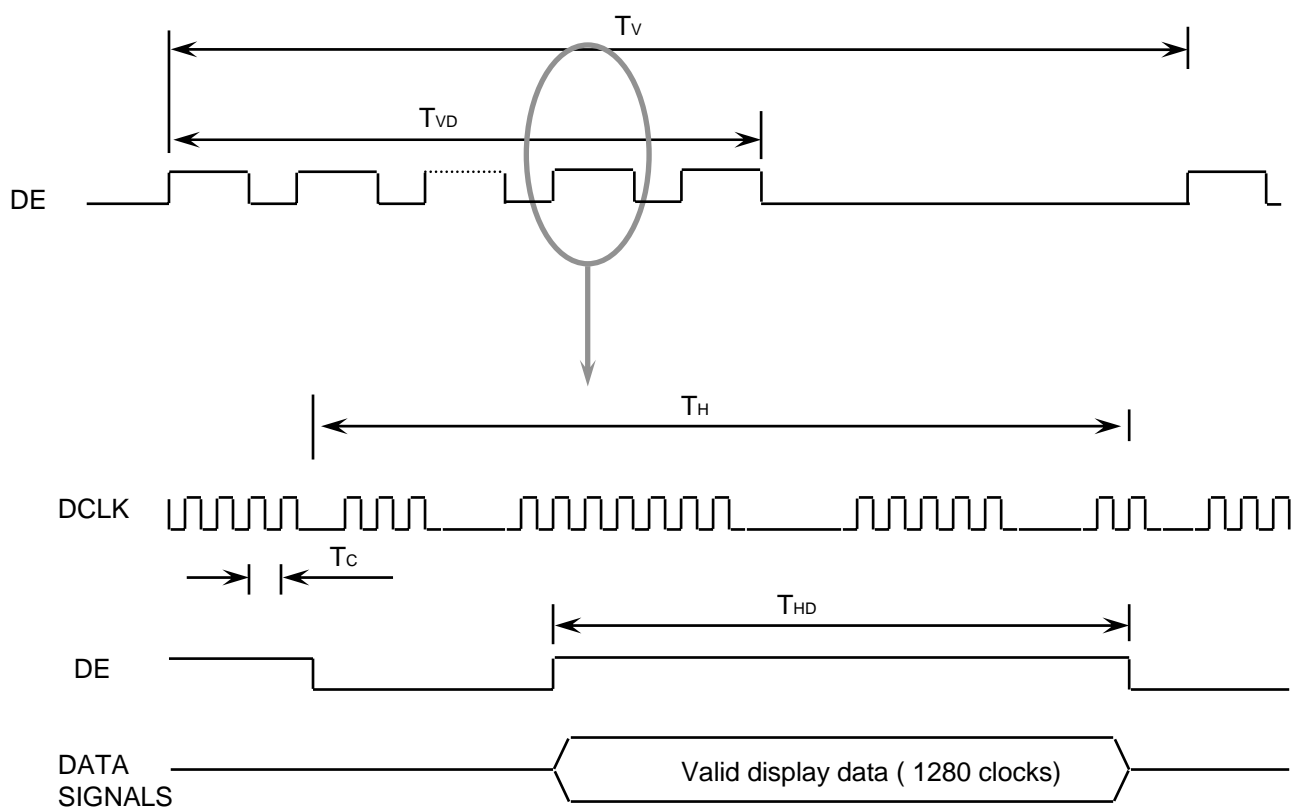 TV
TVD
DE
TH
DCLK
TC
THD
DE
DATA
SIGNALS
Valid display data ( 1280 clocks)